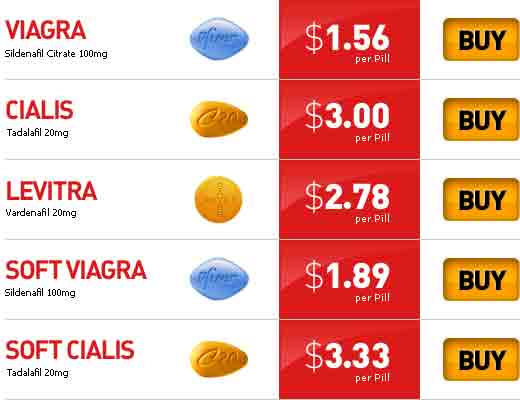 VIAGRA
Sildenafil Citrate 100mg
$1.56
per Pill
BUY
CIALIS
Tadalafil 20mg
$3.00
per Pill
BUY
LEVITRA
Vardenafil 20mg
$2.78
per Pill
BUY
SOFT VIAGRA
Sildenafil 100mg
$1.89
per Pill
BUY
SOFT CIALIS
Tadalafil 20mg
$3.33
per Pill
BUY